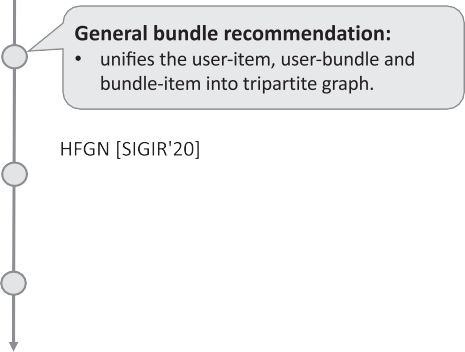 General bundle recommendation:
• unifies the user-item, user-bundle and
bundle-item into tripartite graph.
HFGN [SIGIR'20]